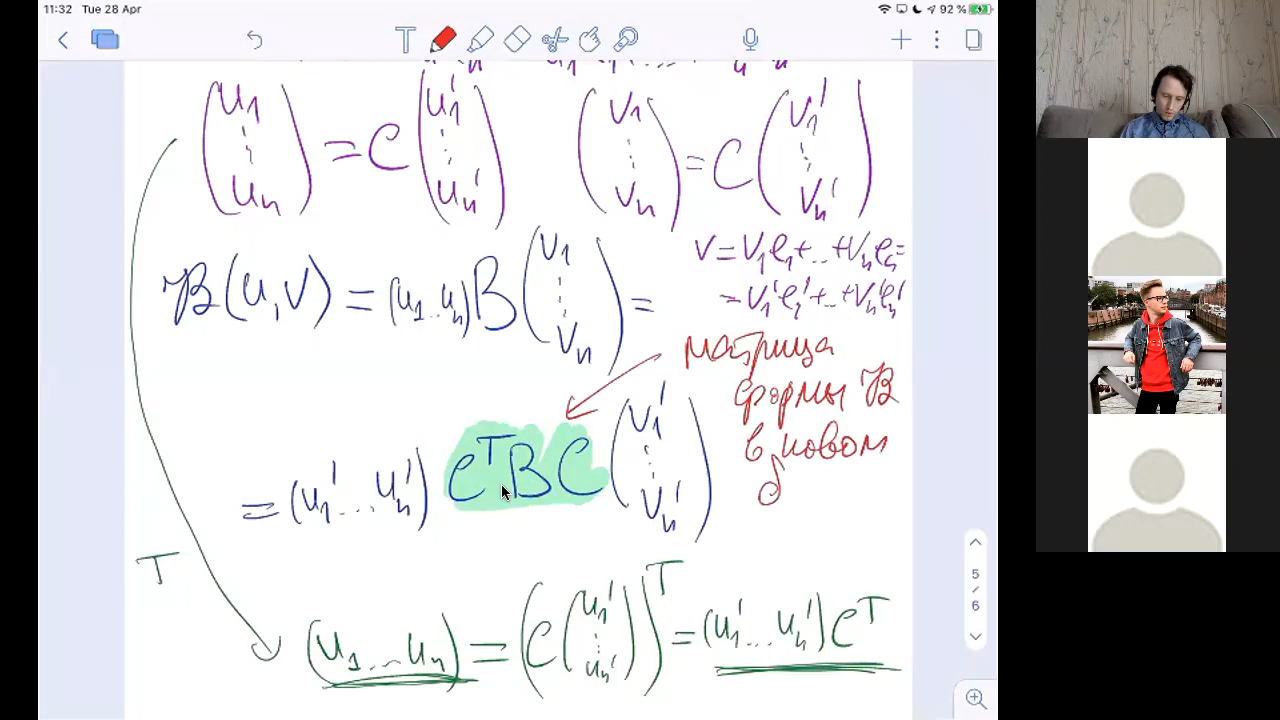 11:32 Tue 28 Apr 92 %
(u1 ⋮ un) = C (u1' ⋮ un') (v1 ⋮ vn) = C (v1' ⋮ vn')
v = v1e1+...+vnen=
= v1'e1'+...+vn'en'
B(u,v) = (u1...un) B (v1 ⋮ vn) =
матрица
формы B
в новом
б
= (u1'...un') C^T B C (v1' ⋮ vn')
T
(u1...un) = (C (u1' ⋮ un'))^T = (u1'...un') C^T
5
/
6